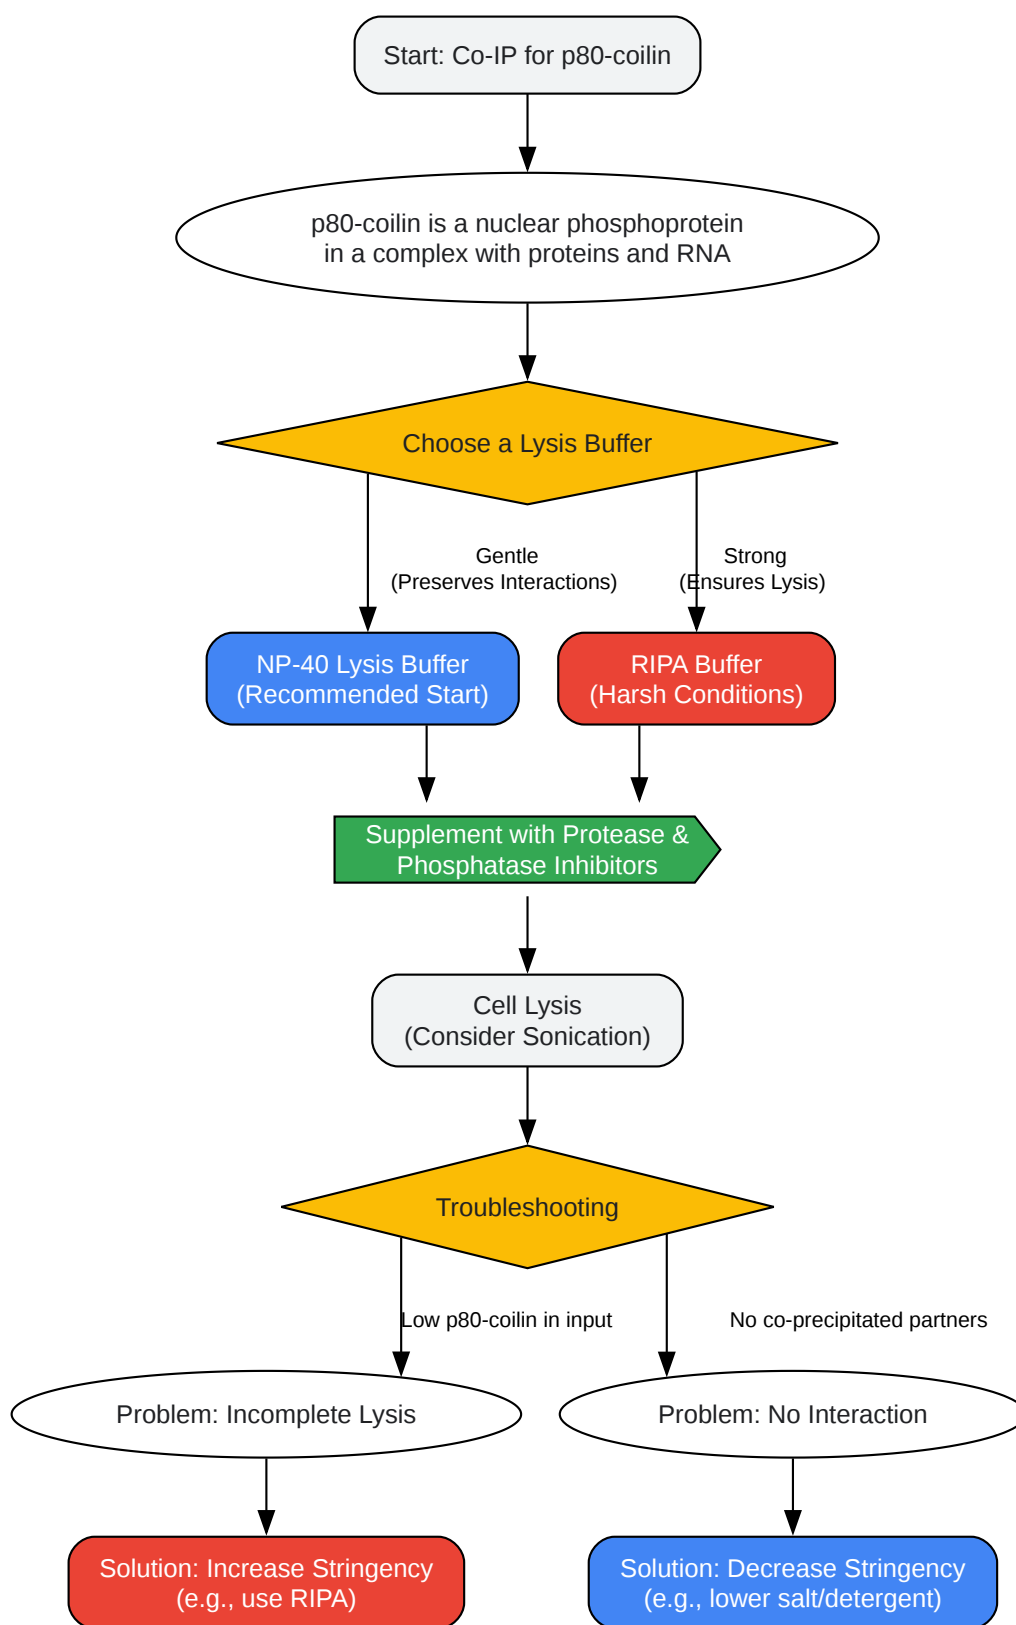 Start: Co-IP for p80-coilin
p80-coilin is a nuclear phosphoprotein
in a complex with proteins and RNA
Choose a Lysis Buffer
Gentle
(Preserves Interactions)
Strong
(Ensures Lysis)
NP-40 Lysis Buffer
(Recommended Start)
RIPA Buffer
(Harsh Conditions)
Supplement with Protease &
Phosphatase Inhibitors
Cell Lysis
(Consider Sonication)
Troubleshooting
Low p80-coilin in input
No co-precipitated partners
Problem: Incomplete Lysis
Problem: No Interaction
Solution: Increase Stringency
(e.g., use RIPA)
Solution: Decrease Stringency
(e.g., lower salt/detergent)